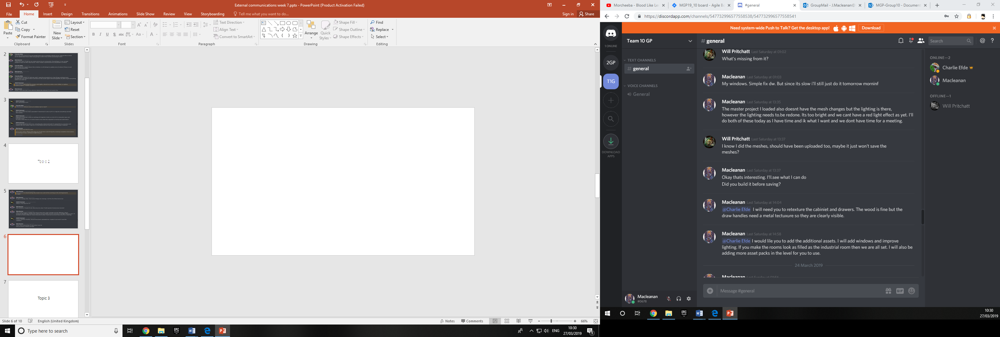 External communications week 7.pptx - PowerPoint (Product Activation Failed)
File Home Insert Design Transitions Animations Slide Show Review View Storyboarding Tell me what you want to do... Sign in Share
Paste
Cut
Copy
Format Painter
Clipboard
New Slide
Layout
Reset
Section
Slides
B I U S abc AV Aa A
Font
Text Direction
Align Text
Convert to SmartArt
Paragraph
Arrange
Quick Styles
Shape Fill
Shape Outline
Shape Effects
Drawing
Find
Replace
Select
Editing
2
3
4
Topic 2
5
6
7
Topic 3
Slide 6 of 10 English (United Kingdom) Notes Comments 66%
Type here to search
ENG
10:30
27/03/2019
Morcheeba - Blood Like Le
MGP19_10 board - Agile Bo
#general
GroupMail - J.Macleanan@
MGP-Group10 - Document
https://discordapp.com/channels/547732996577558538/547732996577558541
Need system-wide Push to Talk? Get the desktop app! Download
1 ONLINE
2GP
T1G
DOWNLOAD APPS
Team 10 GP
TEXT CHANNELS
# general
VOICE CHANNELS
General
Macleanan
#0678
# general
Search
Will Pritchatt Last Saturday at 01:02
What's missing from it?
Macleanan Last Saturday at 01:03
My windows. Simple fix dw. But since its slow i'll still just do it tomorrow morninf
Macleanan Last Saturday at 13:35
The master project I loaded also doesnt have the mesh changes but the lighting is there,
however the lighting needs to.be redone. Its too bright and we cant have a red light effect as yet. I'll
do both of these today as I have time and ik what I want and we dont have time for a meeting.
Will Pritchatt Last Saturday at 13:37
I know I did the meshes, should have been uploaded too, maybe it just won't save the
meshes?
Macleanan Last Saturday at 13:37
Okay thats interesting. I'll.see what I can do
Did you build it before saving?
Macleanan Last Saturday at 14:04
@Charlie Efde I will need you to retexture the cabiniet and drawers. The wood is fine but the
draw handles need a metal tectuxure so they are clearly visible.
Macleanan Last Saturday at 14:58
@Charlie Efde I would lile you to add the additional assets. I will add windows and improve
lighting. If you make the rooms look as filled as the industrial room then we are all set. I will also be
adding more asset packs in the level for you to use.
24 March 2019
Macleanan
Message #general
GIF
ONLINE—2
Charlie Efde
Macleanan
OFFLINE—1
Will Pritchatt
10:30
27/03/2019